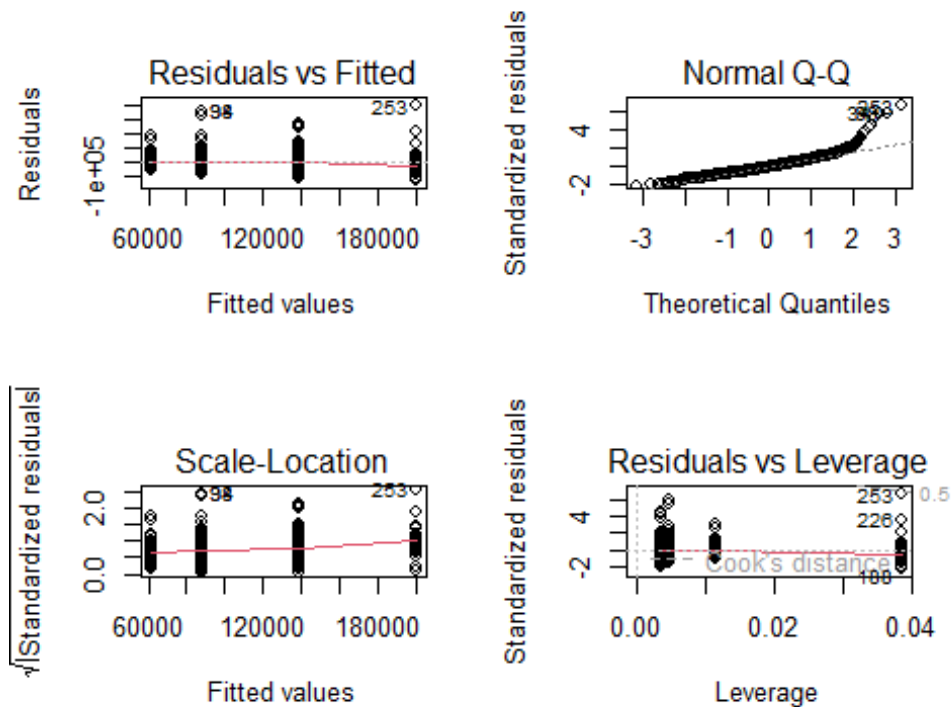 Residuals vs Fitted
Residuals
-1e+05
253
60000 120000 180000
Fitted values
Normal Q-Q
Standardized residuals
-2 4
253
-3 -1 0 1 2 3
Theoretical Quantiles
Scale-Location
√|Standardized residuals|
0.0 2.0
253
60000 120000 180000
Fitted values
Residuals vs Leverage
Standardized residuals
-2 4
253
0.5
226
Cook's distance
0.00 0.02 0.04
Leverage